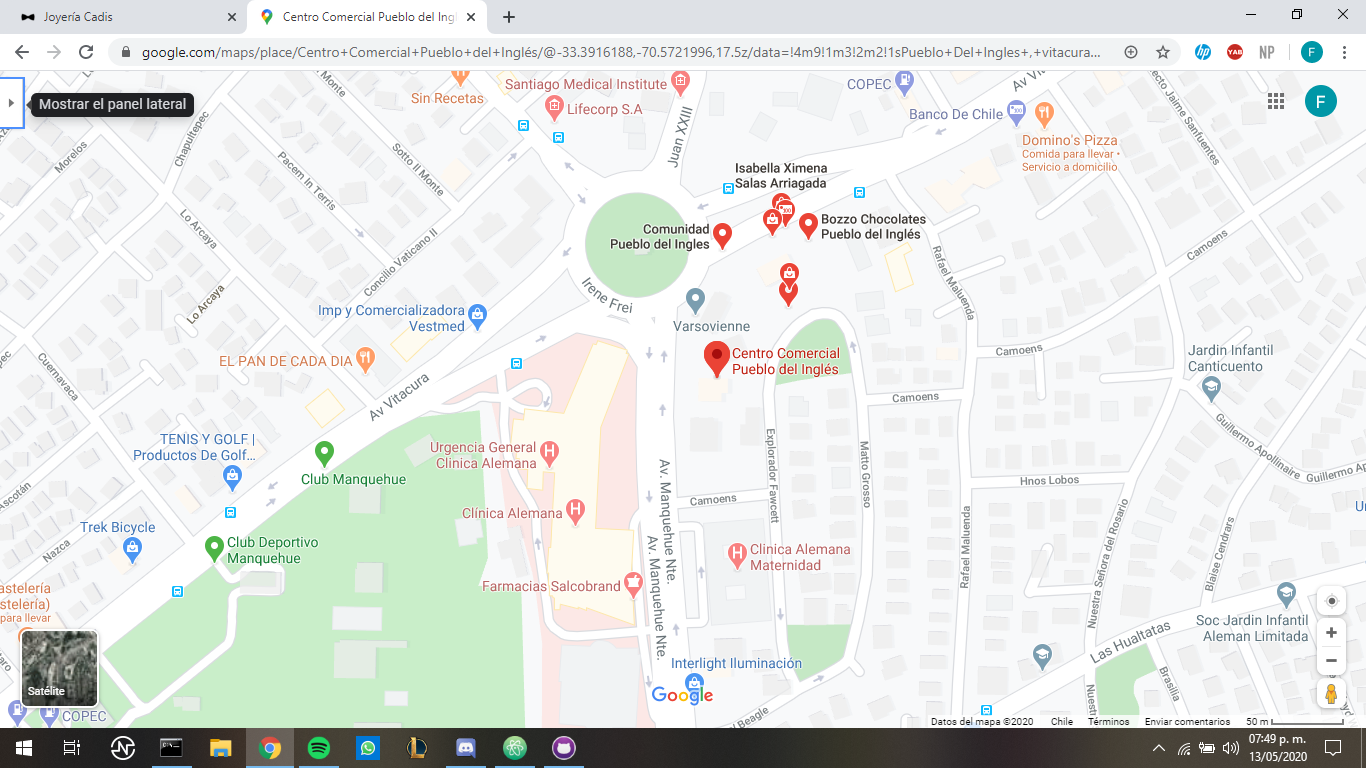 Joyería Cadis
Centro Comercial Pueblo del Ingl
google.com/maps/place/Centro+Comercial+Pueblo+del+Inglés/@-33.3916188,-70.5721996,17.5z/data=!4m9!1m3!2m2!1sPueblo+Del+Ingles+,+vitacura...
hp
YAB
NP
F
Mostrar el panel lateral
F
Sin Recetas
Santiago Medical Institute
Lifecorp S.A
COPEC
Banco De Chile
Domino's Pizza
Comida para llevar •
Servicio a domicilio
Av Vi
ecto Jaime Sanfuentes
Chapultepec
Morelos
Monte
Sotto Il Monte
Pacem In Terris
Juan XXIII
Isabella Ximena
Salas Arriagada
Bozzo Chocolates
Pueblo del Inglés
Comunidad
Pueblo del Ingles
Lo Arcaya
Concilio Vaticano II
Irene Frei
Rafael Maluenda
Camoens
Lo Arcaya
Imp y Comercializadora
Vestmed
Varsovienne
EL PAN DE CADA DIA
Centro Comercial
Pueblo del Inglés
Camoens
Jardin Infantil
Canticuento
Cuernavaca
Av Vitacura
Camoens
TENIS Y GOLF |
Productos De Golf...
Urgencia General
Clinica Alemana
Club Manquehue
Explorador Fawcett
Matto Grosso
Guillermo Apollinaire
Guillermo A
Ascotán
Hnos Lobos
Camoens
Av. Manquehue Nte.
Clínica Alemana
Trek Bicycle
Nazca
Club Deportivo
Manquehue
Clinica Alemana
Maternidad
Rafael Maluenda
Nuestra Señora del Rosario
Blaise Cendrars
Av. Manquehue Nte.
Farmacias Salcobrand
astelería
stelería)
para llevar
Soc Jardin Infantil
Aleman Limitada
Las Hualtatas
Interlight Iluminación
Satélite
Google
Beagle
Brasilia
Nuest
COPEC
Datos del mapa ©2020
Chile
Términos
Enviar comentarios
50 m
07:49 p. m.
13/05/2020